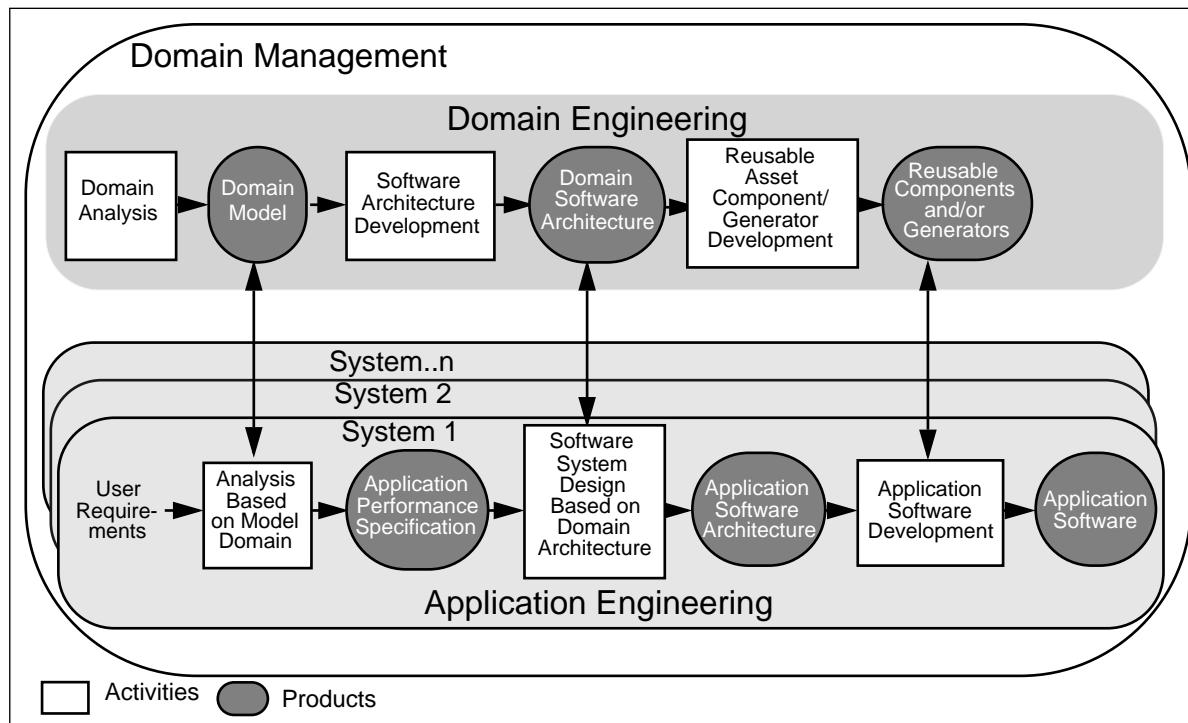 Domain Management
Domain Engineering
Domain
Analysis
Domain
Model
Software
Architecture
Development
Domain
Software
Architecture
Reusable
Asset
Component/
Generator
Development
Reusable
Components
and/or
Generators
System..n
System 2
System 1
User
Require-
ments
Analysis
Based
on Model
Domain
Application
Performance
Specification
Software
System
Design
Based on
Domain
Architecture
Application
Software
Architecture
Application
Software
Development
Application
Software
Application Engineering
Activities
Products